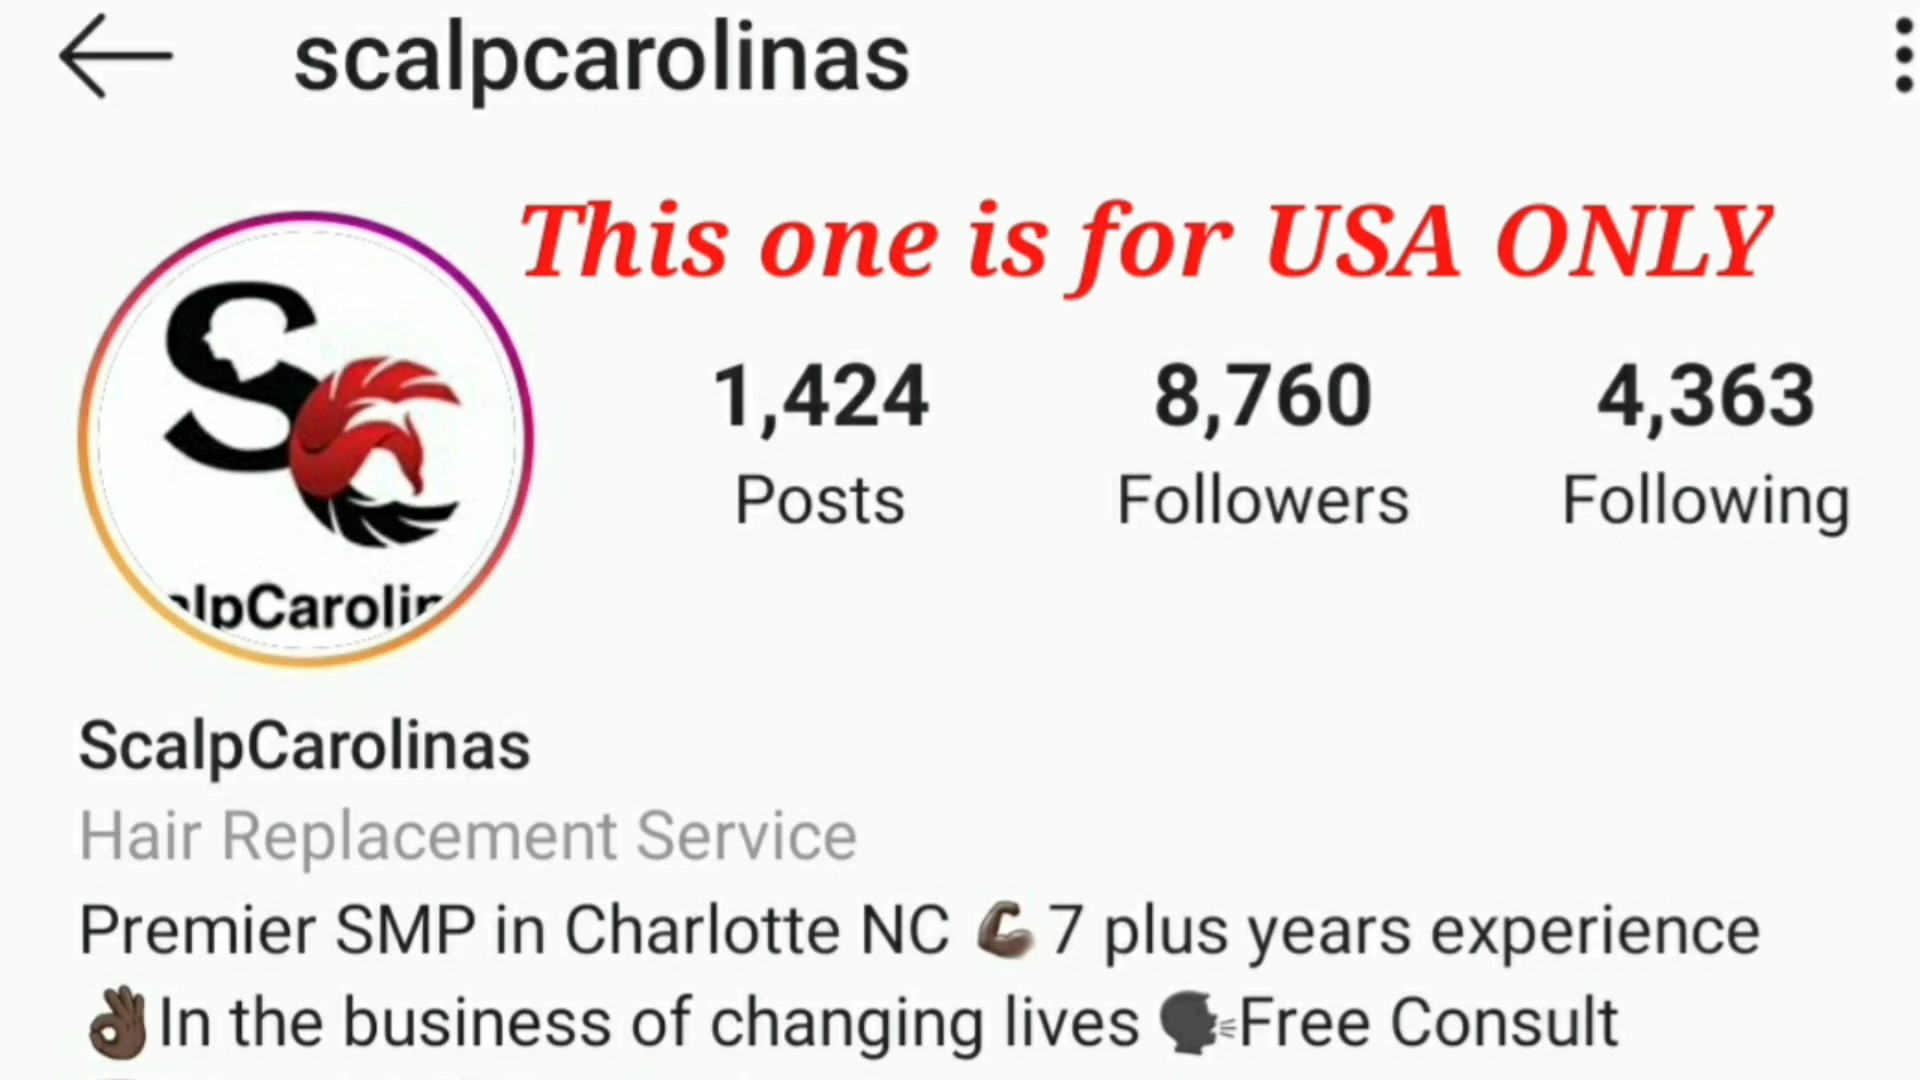 scalpcarolinas
This one is for USA ONLY
1,424 8,760 4,363
Posts Followers Following
ScalpCarolinas
Hair Replacement Service
Premier SMP in Charlotte NC 💪🏿7 plus years experience
👌🏿In the business of changing lives 🗣Free Consult